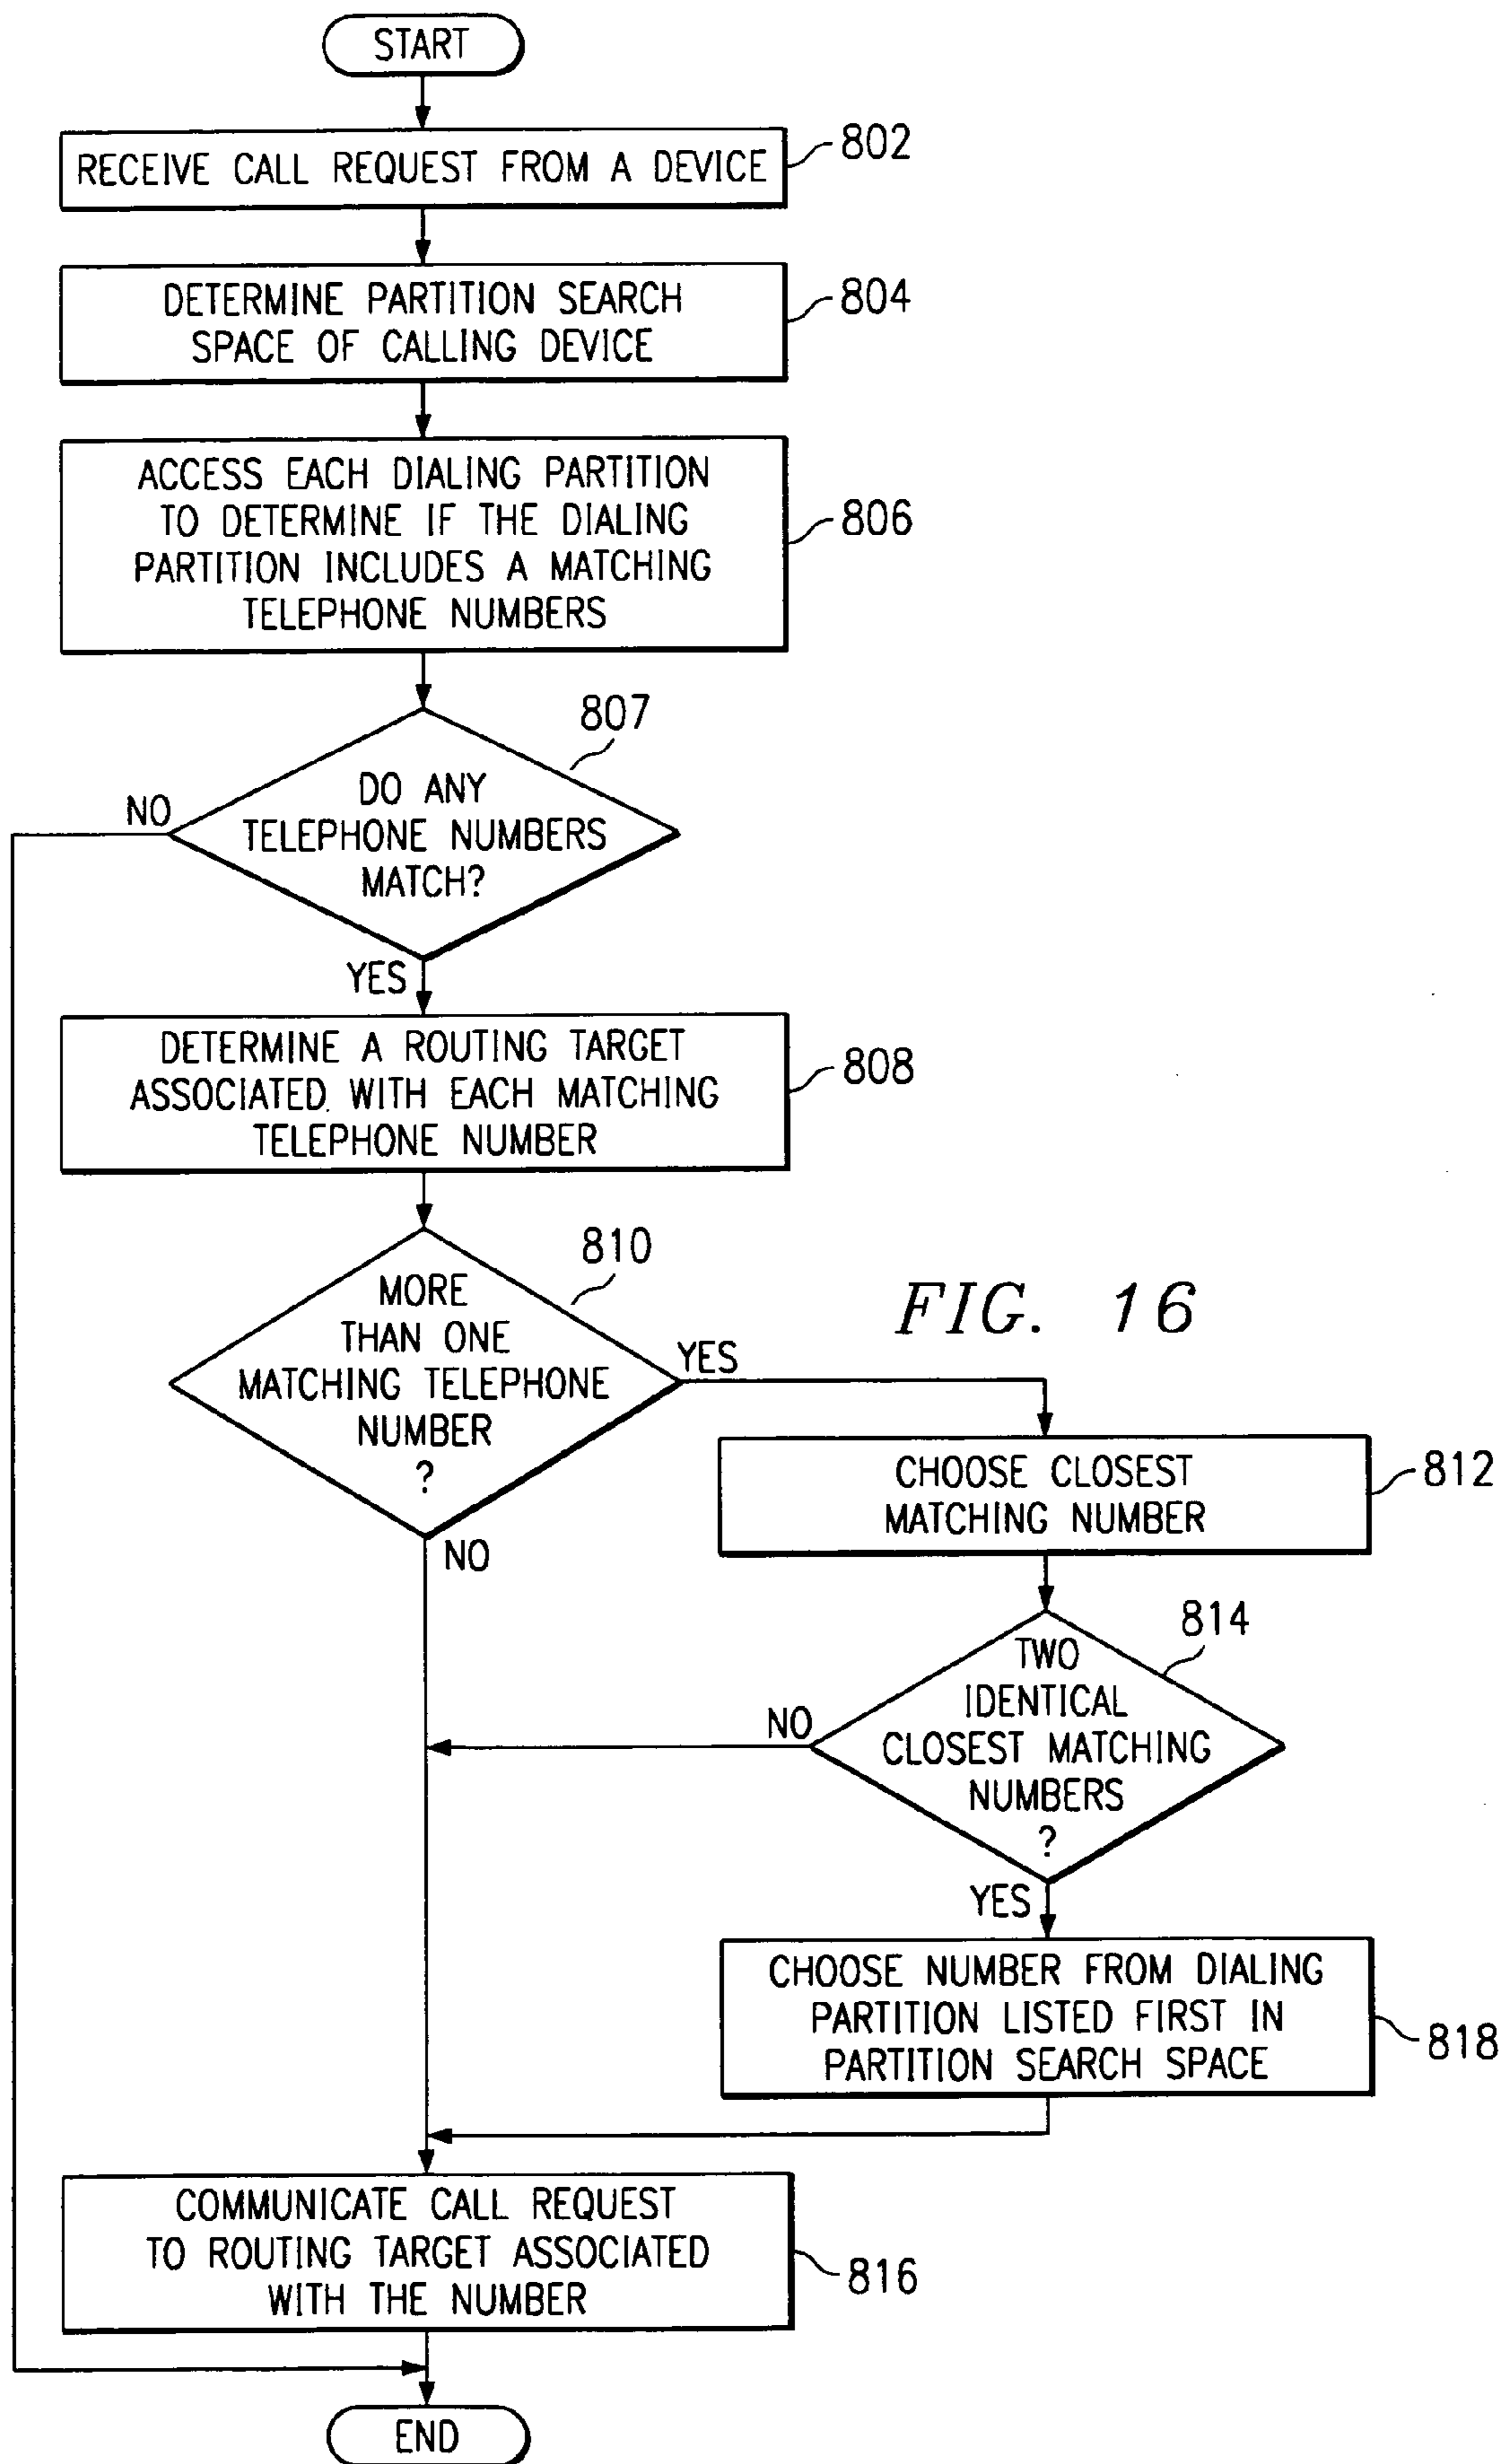 START
RECEIVE CALL REQUEST FROM A DEVICE
802
DETERMINE PARTITION SEARCH
SPACE OF CALLING DEVICE
804
ACCESS EACH DIALING PARTITION
TO DETERMINE IF THE DIALING
PARTITION INCLUDES A MATCHING
TELEPHONE NUMBERS
806
807
DO ANY
TELEPHONE NUMBERS
MATCH?
NO
YES
DETERMINE A ROUTING TARGET
ASSOCIATED WITH EACH MATCHING
TELEPHONE NUMBER
808
810
MORE
THAN ONE
MATCHING TELEPHONE
NUMBER
?
FIG. 16
YES
NO
CHOOSE CLOSEST
MATCHING NUMBER
812
814
TWO
IDENTICAL
CLOSEST MATCHING
NUMBERS
?
NO
YES
CHOOSE NUMBER FROM DIALING
PARTITION LISTED FIRST IN
PARTITION SEARCH SPACE
818
COMMUNICATE CALL REQUEST
TO ROUTING TARGET ASSOCIATED
WITH THE NUMBER
816
END